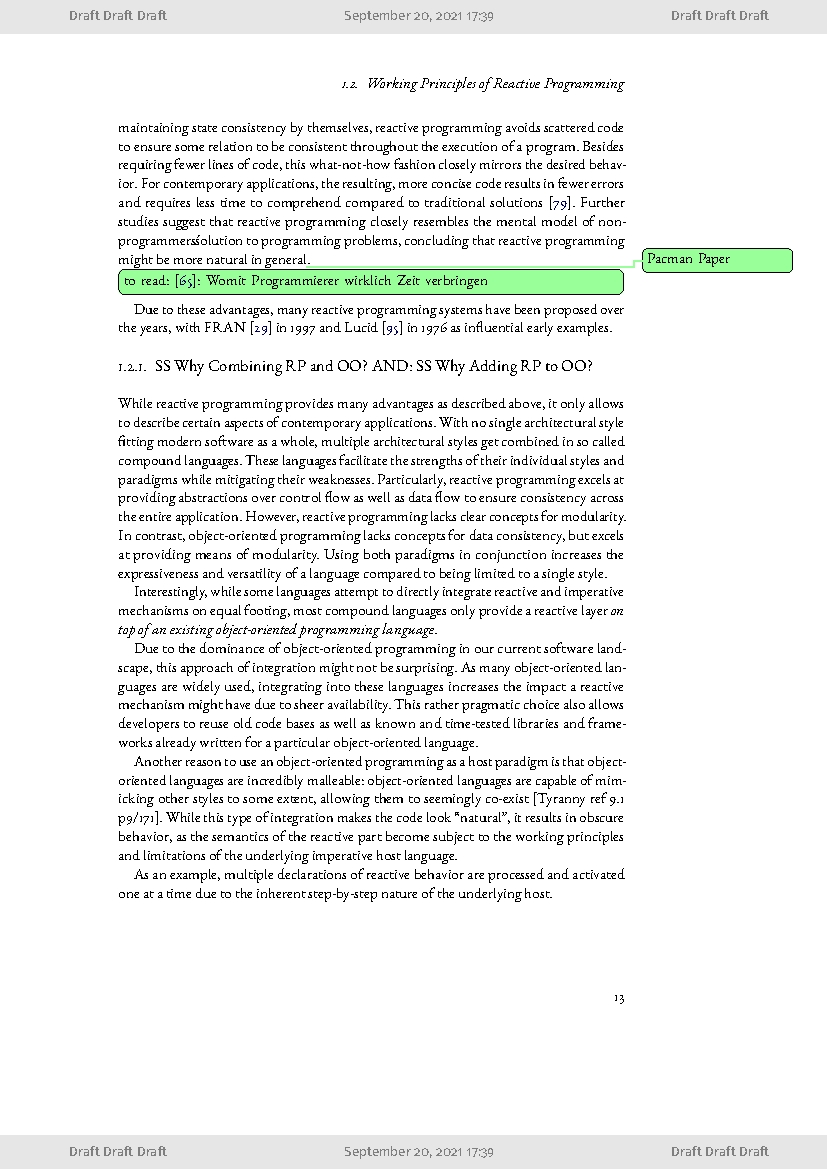 Draft Draft Draft September 20, 2021 17:39 Draft Draft Draft
1.2. Working Principles of Reactive Programming
maintaining state consistency by themselves, reactive programming avoids scattered code
to ensure some relation to be consistent throughout the execution of a program. Besides
requiring fewer lines of code, this what-not-how fashion closely mirrors the desired behav-
ior. For contemporary applications, the resulting, more concise code results in fewer errors
and requires less time to comprehend compared to traditional solutions [79]. Further
studies suggest that reactive programming closely resembles the mental model of non-
programmersśolution to programming problems, concluding that reactive programming
might be more natural in general.
Pacman Paper
to read: [65]: Womit Programmierer wirklich Zeit verbringen
Due to these advantages, many reactive programming systems have been proposed over
the years, with FRAN [29] in 1997 and Lucid [95] in 1976 as influential early examples.
1.2.1. SS Why Combining RP and OO? AND: SS Why Adding RP to OO?
While reactive programming provides many advantages as described above, it only allows
to describe certain aspects of contemporary applications. With no single architectural style
fitting modern software as a whole, multiple architectural styles get combined in so called
compound languages. These languages facilitate the strengths of their individual styles and
paradigms while mitigating their weaknesses. Particularly, reactive programming excels at
providing abstractions over control flow as well as data flow to ensure consistency across
the entire application. However, reactive programming lacks clear concepts for modularity.
In contrast, object-oriented programming lacks concepts for data consistency, but excels
at providing means of modularity. Using both paradigms in conjunction increases the
expressiveness and versatility of a language compared to being limited to a single style.
Interestingly, while some languages attempt to directly integrate reactive and imperative
mechanisms on equal footing, most compound languages only provide a reactive layer on
top of an existing object-oriented programming language.
Due to the dominance of object-oriented programming in our current software land-
scape, this approach of integration might not be surprising. As many object-oriented lan-
guages are widely used, integrating into these languages increases the impact a reactive
mechanism might have due to sheer availability. This rather pragmatic choice also allows
developers to reuse old code bases as well as known and time-tested libraries and frame-
works already written for a particular object-oriented language.
Another reason to use an object-oriented programming as a host paradigm is that object-
oriented languages are incredibly malleable: object-oriented languages are capable of mim-
icking other styles to some extent, allowing them to seemingly co-exist [Tyranny ref 9.1
p9/171]. While this type of integration makes the code look “natural”, it results in obscure
behavior, as the semantics of the reactive part become subject to the working principles
and limitations of the underlying imperative host language.
As an example, multiple declarations of reactive behavior are processed and activated
one at a time due to the inherent step-by-step nature of the underlying host.
13
Draft Draft Draft September 20, 2021 17:39 Draft Draft Draft